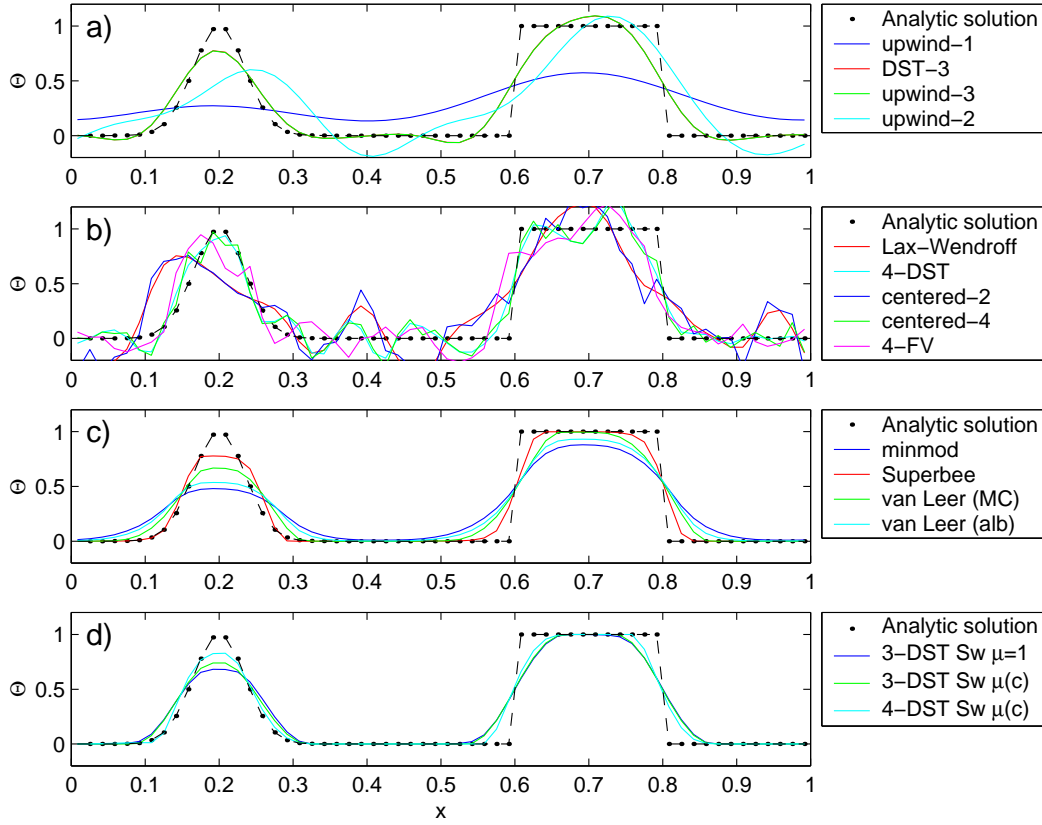 a)
Θ
1
0.5
0
0 0.1 0.2 0.3 0.4 0.5 0.6 0.7 0.8 0.9 1
Analytic solution
upwind−1
DST−3
upwind−3
upwind−2
b)
Θ
1
0.5
0
0 0.1 0.2 0.3 0.4 0.5 0.6 0.7 0.8 0.9 1
Analytic solution
Lax−Wendroff
4−DST
centered−2
centered−4
4−FV
c)
Θ
1
0.5
0
0 0.1 0.2 0.3 0.4 0.5 0.6 0.7 0.8 0.9 1
Analytic solution
minmod
Superbee
van Leer (MC)
van Leer (alb)
d)
Θ
1
0.5
0
0 0.1 0.2 0.3 0.4 0.5 0.6 0.7 0.8 0.9 1
x
Analytic solution
3−DST Sw μ=1
3−DST Sw μ(c)
4−DST Sw μ(c)